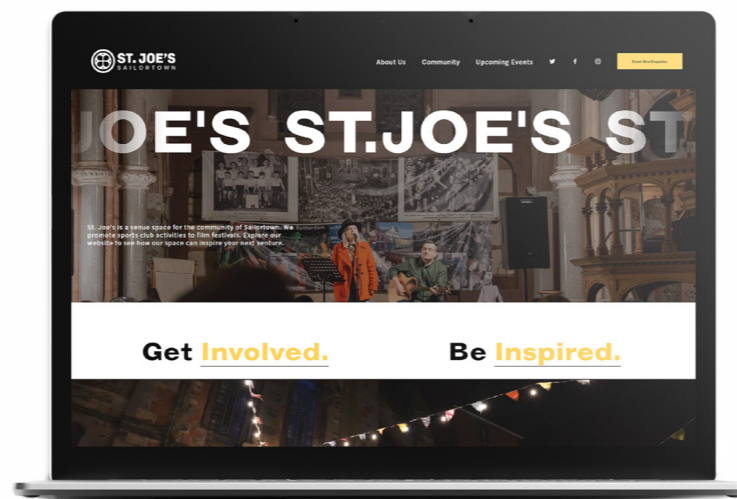 ST. JOE'S
SAILORTOWN
About Us Community Upcoming Events
JOE'S ST.JOE'S ST
St. Joe's is a venue space for the community of Sailortown. We
promote sports club activities to film festivals. Explore our
website to see how our space can inspire your next venture.
Get Involved. Be Inspired.